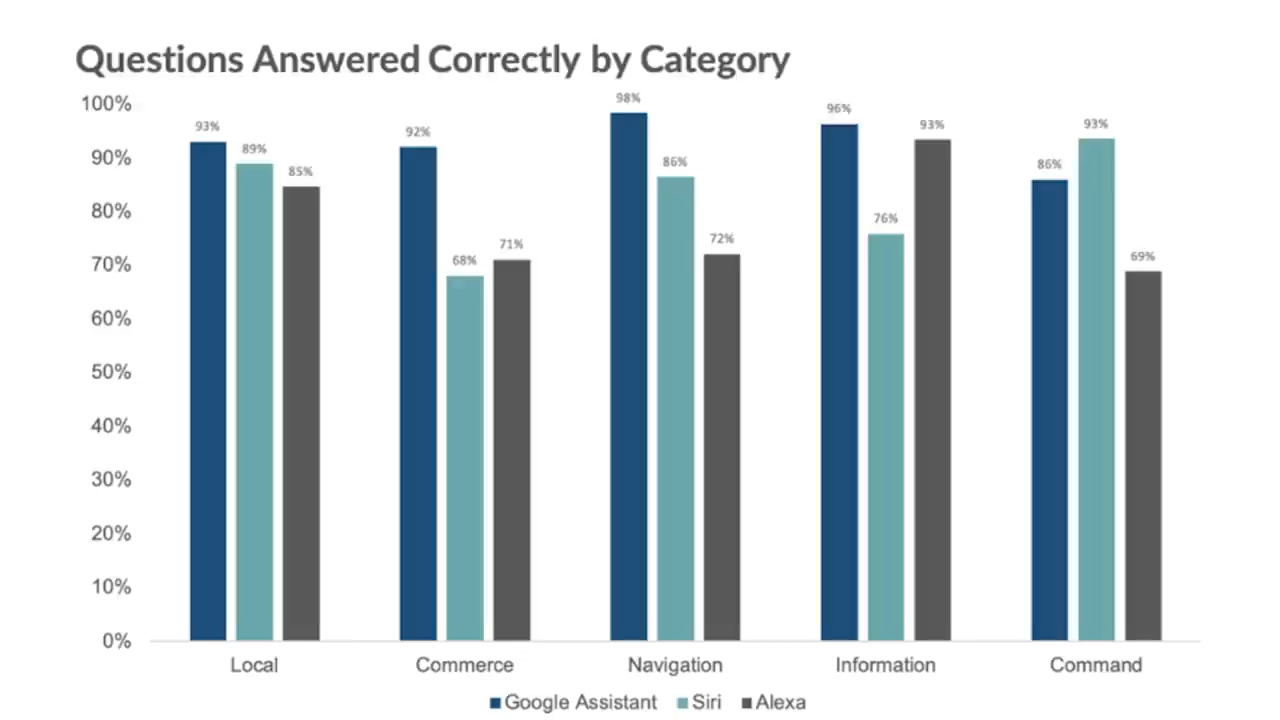 Questions Answered Correctly by Category
100%
90%
80%
70%
60%
50%
40%
30%
20%
10%
0%
93%
89%
85%
92%
68%
71%
98%
86%
72%
96%
76%
93%
86%
93%
69%
Local
Commerce
Navigation
Information
Command
Google Assistant
Siri
Alexa